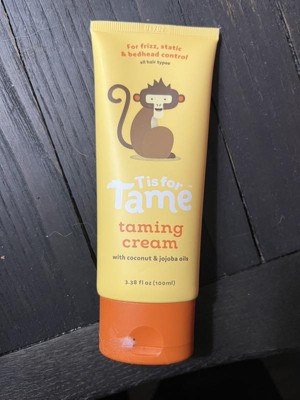 For frizz, static
& bedhead control
all hair types
T is for
Tame
taming
cream
with coconut & jojoba oils
3.38 fl oz (100ml)